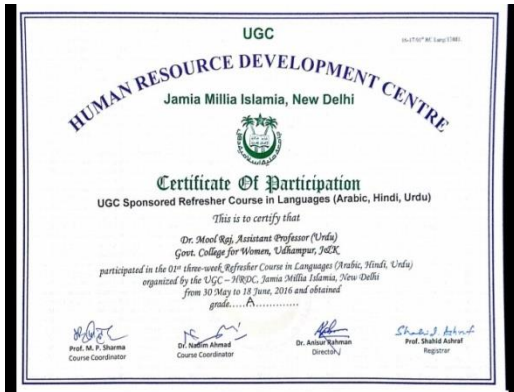 UGC
HUMAN RESOURCE DEVELOPMENT CENTRE
Jamia Millia Islamia, New Delhi
Certificate Of Participation
UGC Sponsored Refresher Course in Languages (Arabic, Hindi, Urdu)
This is to certify that
Dr. Mool Raj, Assistant Professor (Urdu)
Govt. College for Women, Udhampur, J&K
participated in the 01st three-week Refresher Course in Languages (Arabic, Hindi, Urdu)
organized by the UGC – HRDC, Jamia Millia Islamia, New Delhi
from 30 May to 18 June, 2016 and obtained
grade.....A.............
Prof. M. P. Sharma
Course Coordinator
Dr. Nadim Ahmad
Course Coordinator
Dr. Anisur Rahman
Director
Shahid Ashraf
Prof. Shahid Ashraf
Registrar